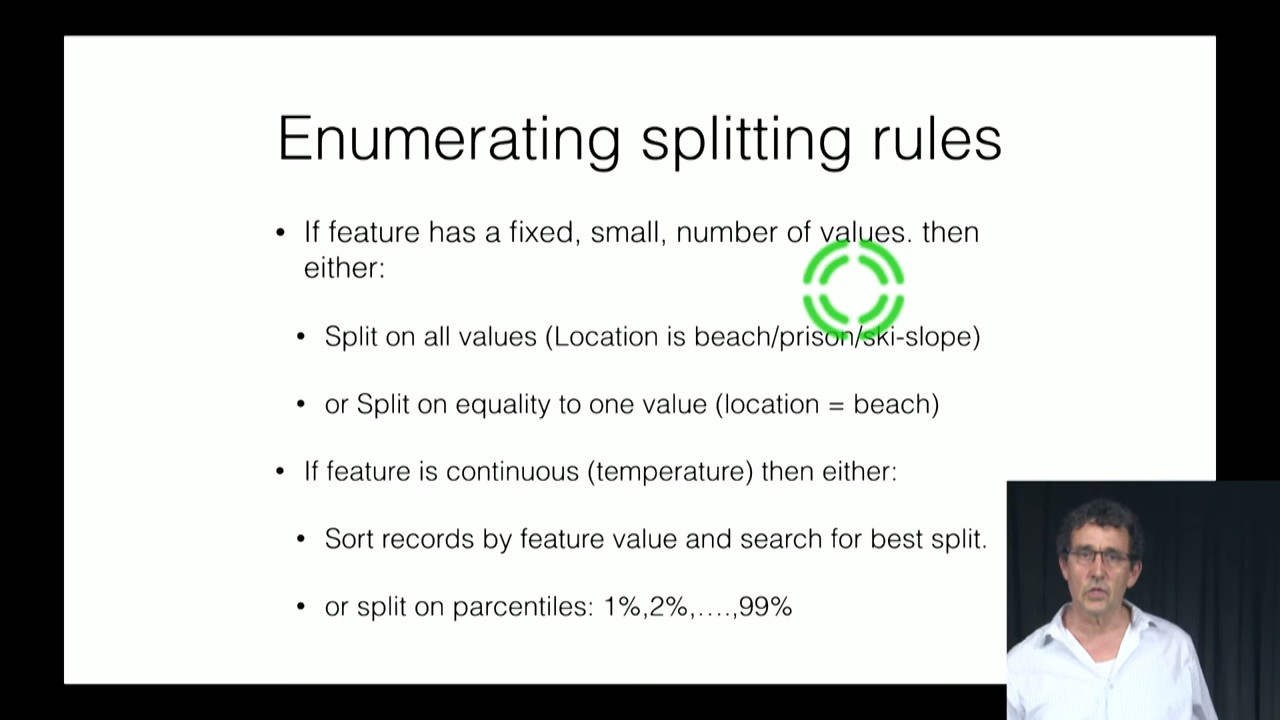 Enumerating splitting rules
• If feature has a fixed, small, number of values. then
either:
• Split on all values (Location is beach/prison/ski-slope)
• or Split on equality to one value (location = beach)
• If feature is continuous (temperature) then either:
• Sort records by feature value and search for best split.
• or split on parcentiles: 1%,2%,....,99%